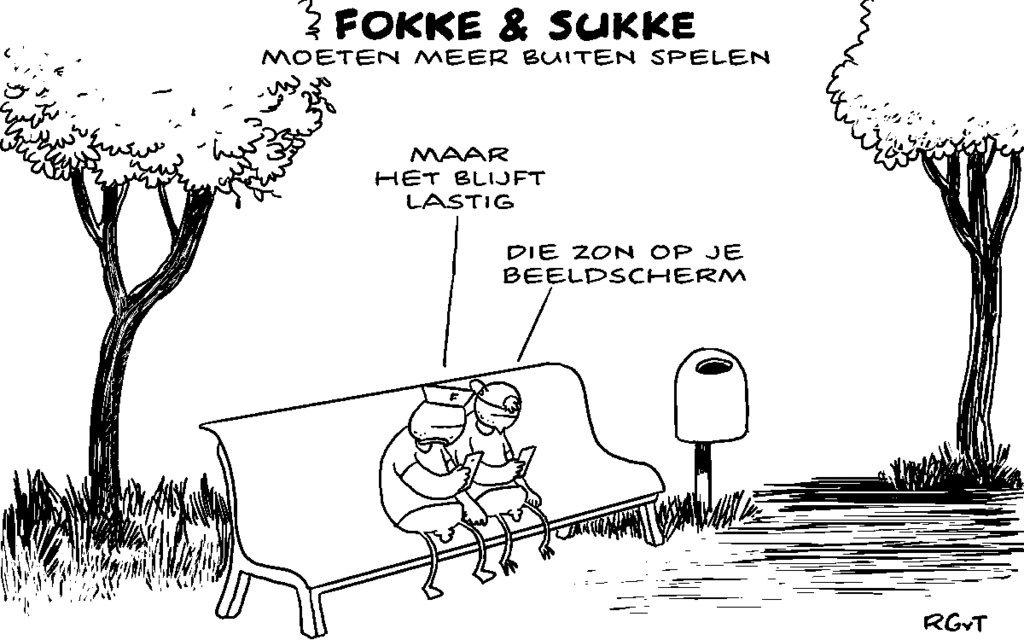 FOKKE & SUKKE
MOETEN MEER BUITEN SPELEN
MAAR
HET BLIJFT
LASTIG
DIE ZON OP JE
BEELDSCHERM
F
RGvT